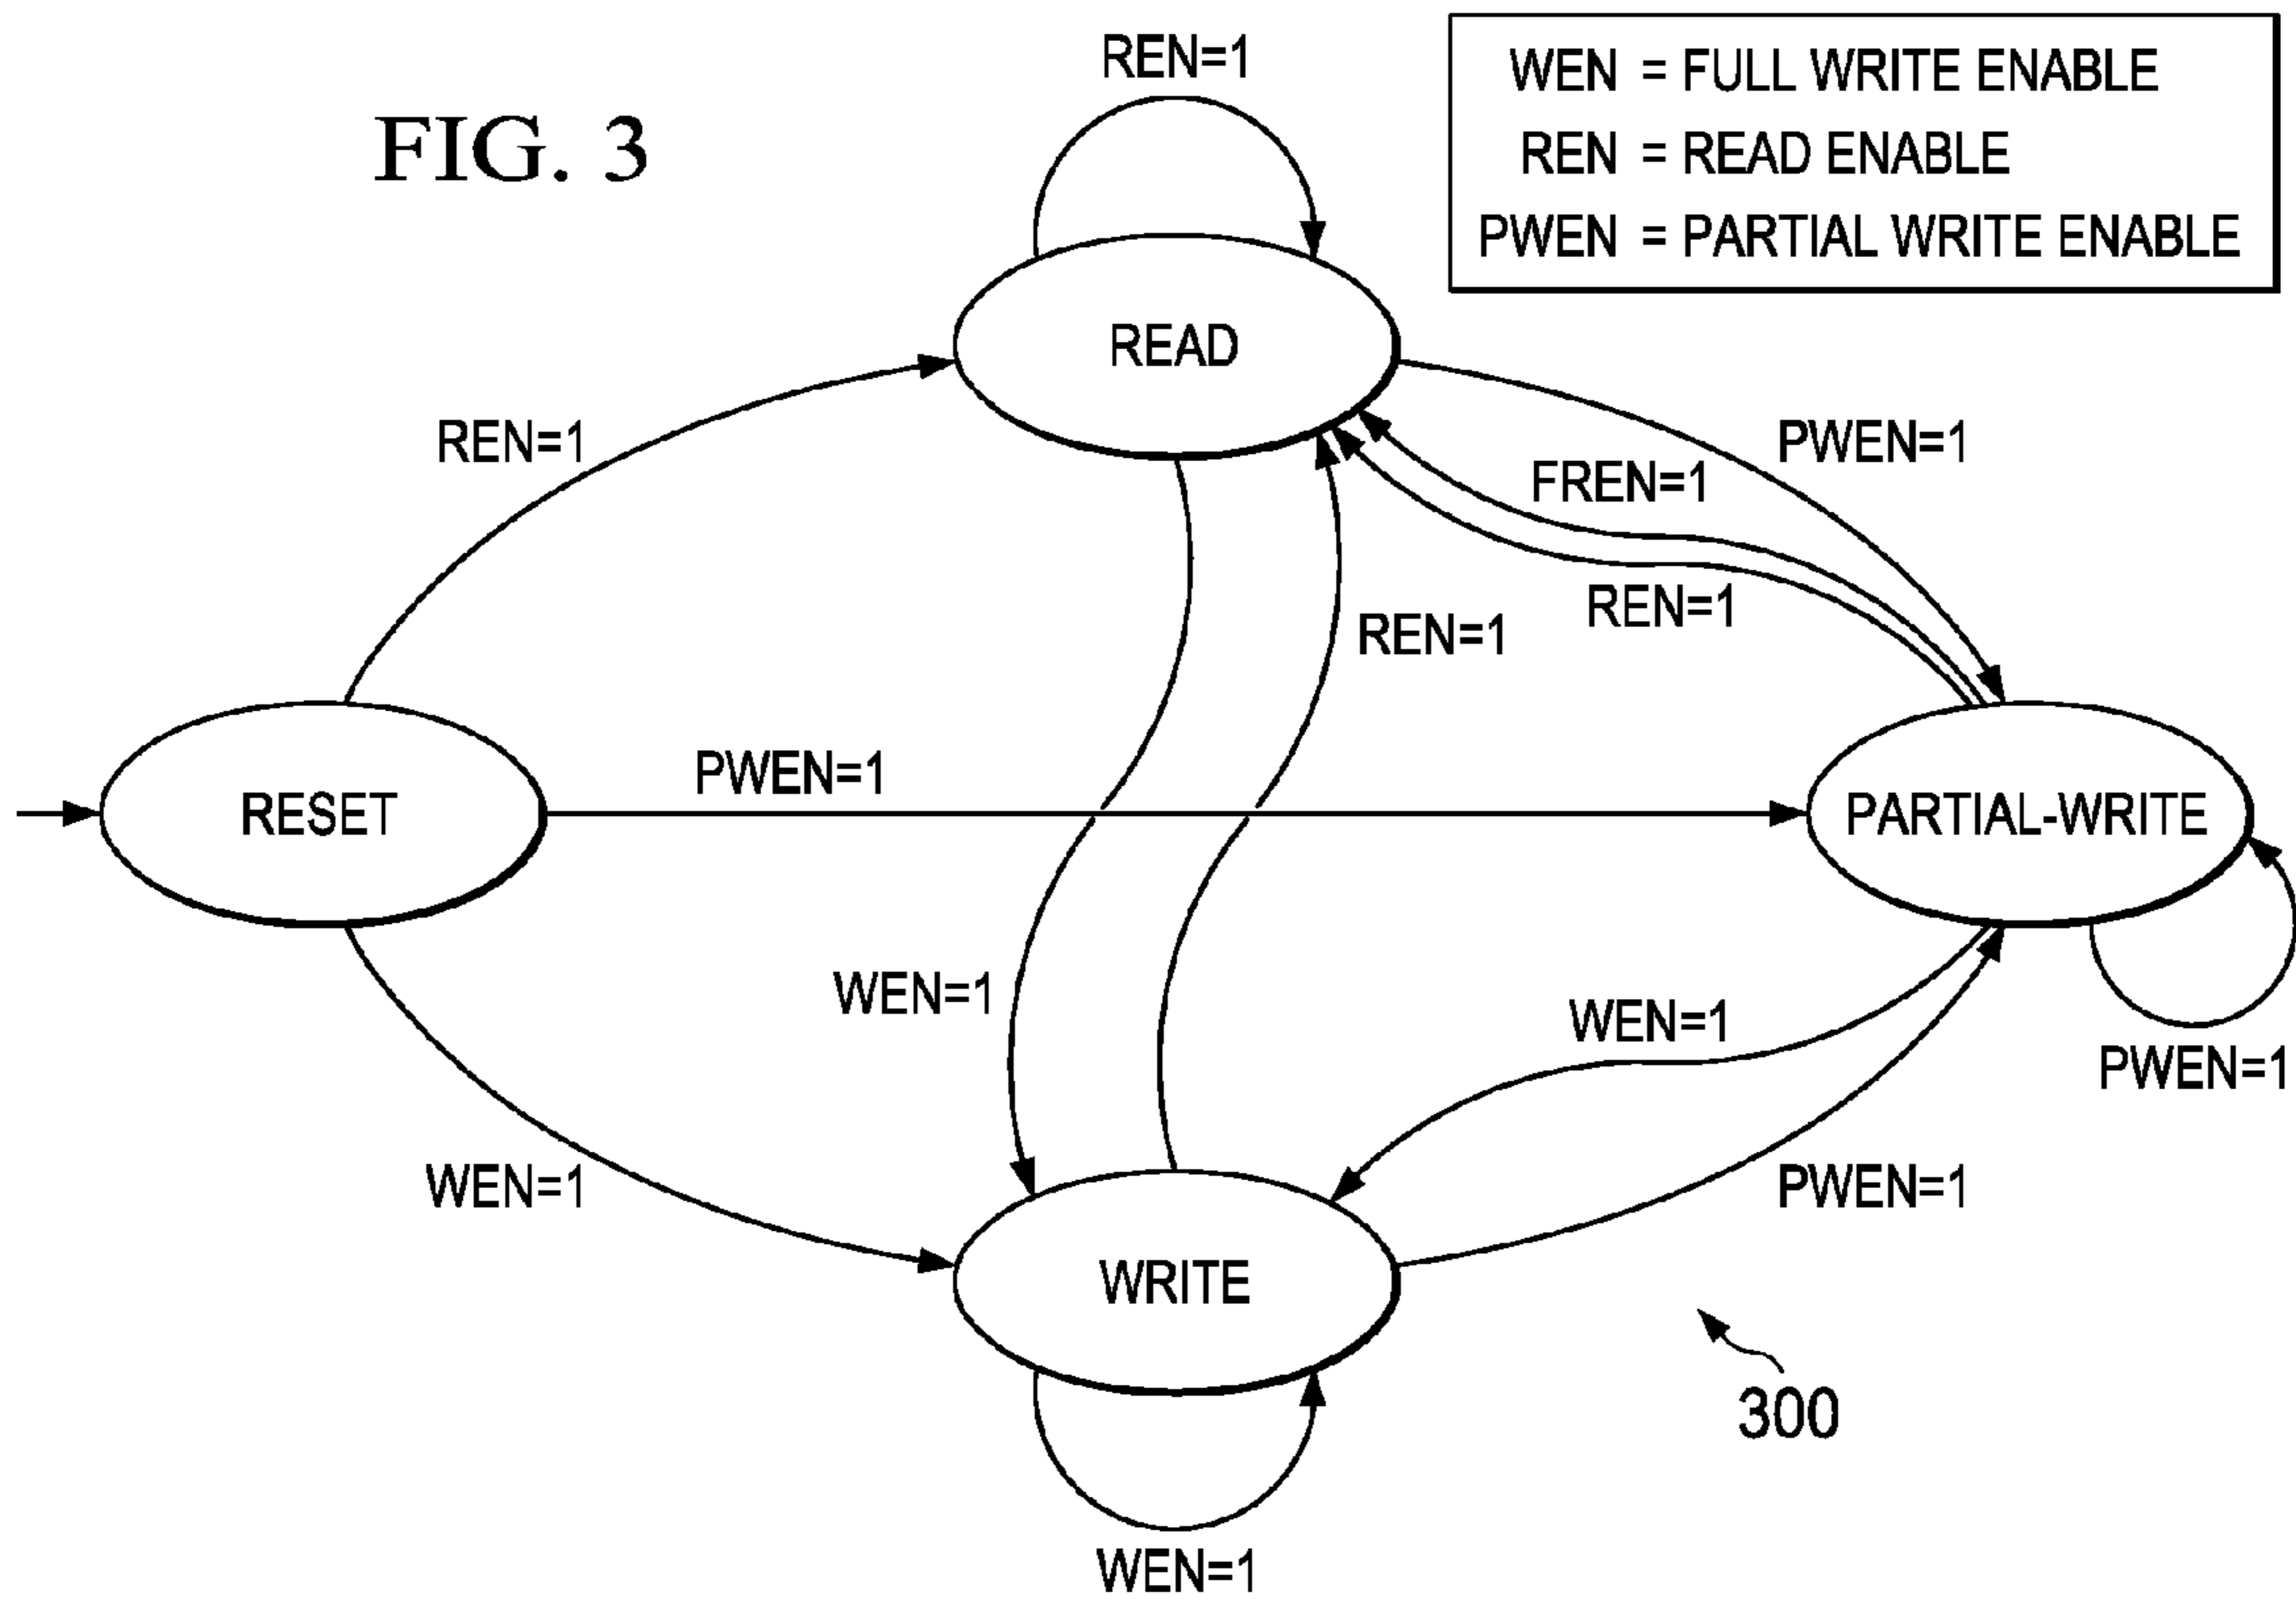 FIG. 3
WEN = FULL WRITE ENABLE
REN = READ ENABLE
PWEN = PARTIAL WRITE ENABLE
REN=1
READ
REN=1
PWEN=1
FREN=1
REN=1
REN=1
RESET
PWEN=1
PARTIAL-WRITE
WEN=1
WEN=1
PWEN=1
WEN=1
PWEN=1
WRITE
300
WEN=1